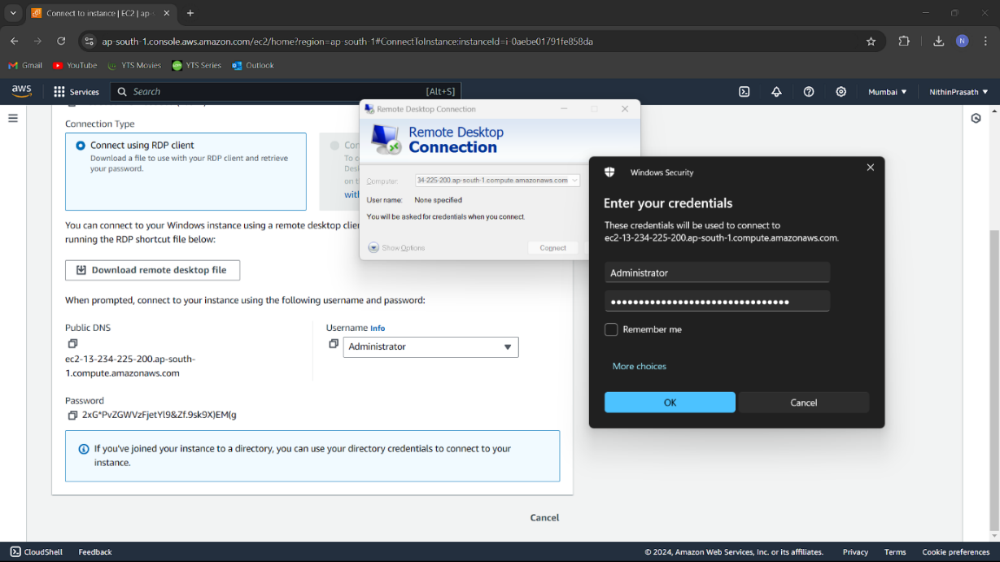 Connect to instance | EC2 | ap-
ap-south-1.console.aws.amazon.com/ec2/home?region=ap-south-1#ConnectToInstance:instanceId=i-0aebe01791fe858da
N
Gmail
YouTube
YTS Movies
YTS Series
Outlook
aws
Services
Search
[Alt+S]
Mumbai
NithinPrasath
Connection Type
Connect using RDP client
Download a file to use with your RDP client and retrieve
your password.
Con
To c
Desk
on t
with
You can connect to your Windows instance using a remote desktop clie
running the RDP shortcut file below:
Download remote desktop file
When prompted, connect to your instance using the following username and password:
Public DNS
ec2-13-234-225-200.ap-south-
1.compute.amazonaws.com
Username Info
Administrator
Password
2xG*PvZGWVzFjetYl9&Zf.9sk9X)EM(g
If you've joined your instance to a directory, you can use your directory credentials to connect to your
instance.
Cancel
Remote Desktop Connection
Remote Desktop
Connection
Computer:
34-225-200.ap-south-1.compute.amazonaws.com
User name:
None specified
You will be asked for credentials when you connect.
Show Options
Connect
Windows Security
Enter your credentials
These credentials will be used to connect to
ec2-13-234-225-200.ap-south-1.compute.amazonaws.com.
Administrator
Remember me
More choices
OK
Cancel
CloudShell
Feedback
© 2024, Amazon Web Services, Inc. or its affiliates.
Privacy
Terms
Cookie preferences